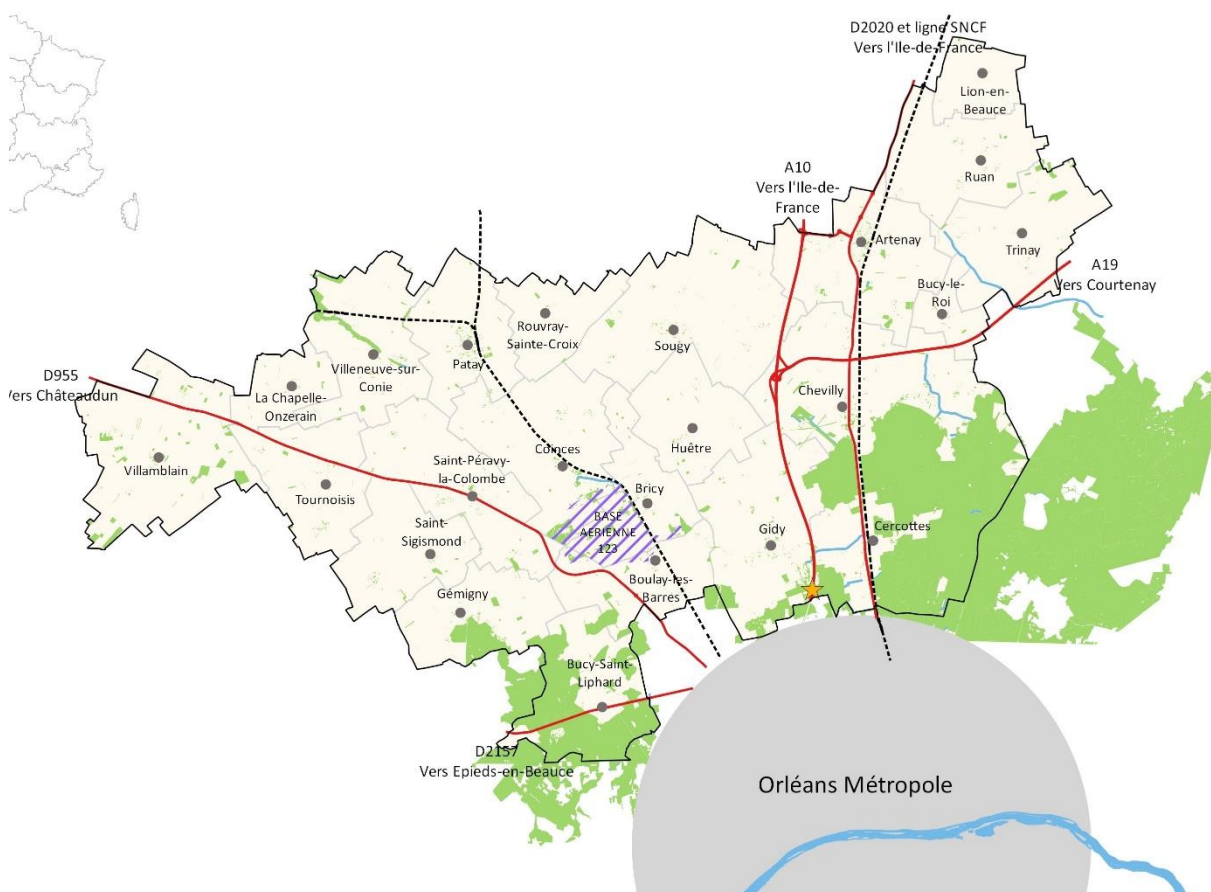 D2020 et ligne SNCF
Vers l'Ile-de-France
Lion-en-
Beauce
A10
Vers l'Ile-de-
France
Ruan
Artenay
Trinay
A19
Vers Courtenay
Bucy-le-
Roi
Rouvray-
Sainte-Croix
Sougy
Patay
Villeneuve-sur-
Conie
D955
Vers Châteaudun
La Chapelle-
Onzerain
Chevilly
Huêtre
Villamblain
Tournoisis
Saint-Péravy-
la-Colombe
Coinces
Bricy
BASE
AERIENNE
123
Gidy
Cercottes
Saint-
Sigismond
Boulay-les-
Barres
Gémigny
Bucy-Saint-
Liphard
D2157
Vers Epieds-en-Beauce
Orléans Métropole